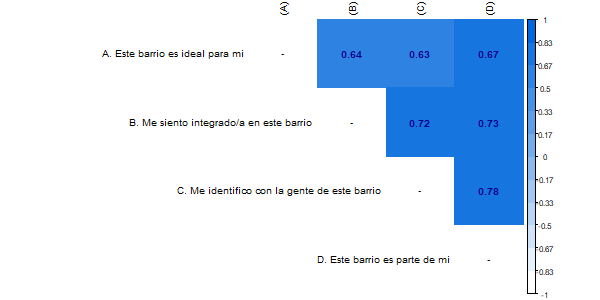 (A) (B) (C) (D)
A. Este barrio es ideal para mi - 0.64 0.63 0.67
B. Me siento integrado/a en este barrio - 0.72 0.73
C. Me identifico con la gente de este barrio - 0.78
D. Este barrio es parte de mi -
1
0.83
0.67
0.5
0.33
0.17
0
-0.17
-0.33
-0.5
-0.67
-0.83
-1